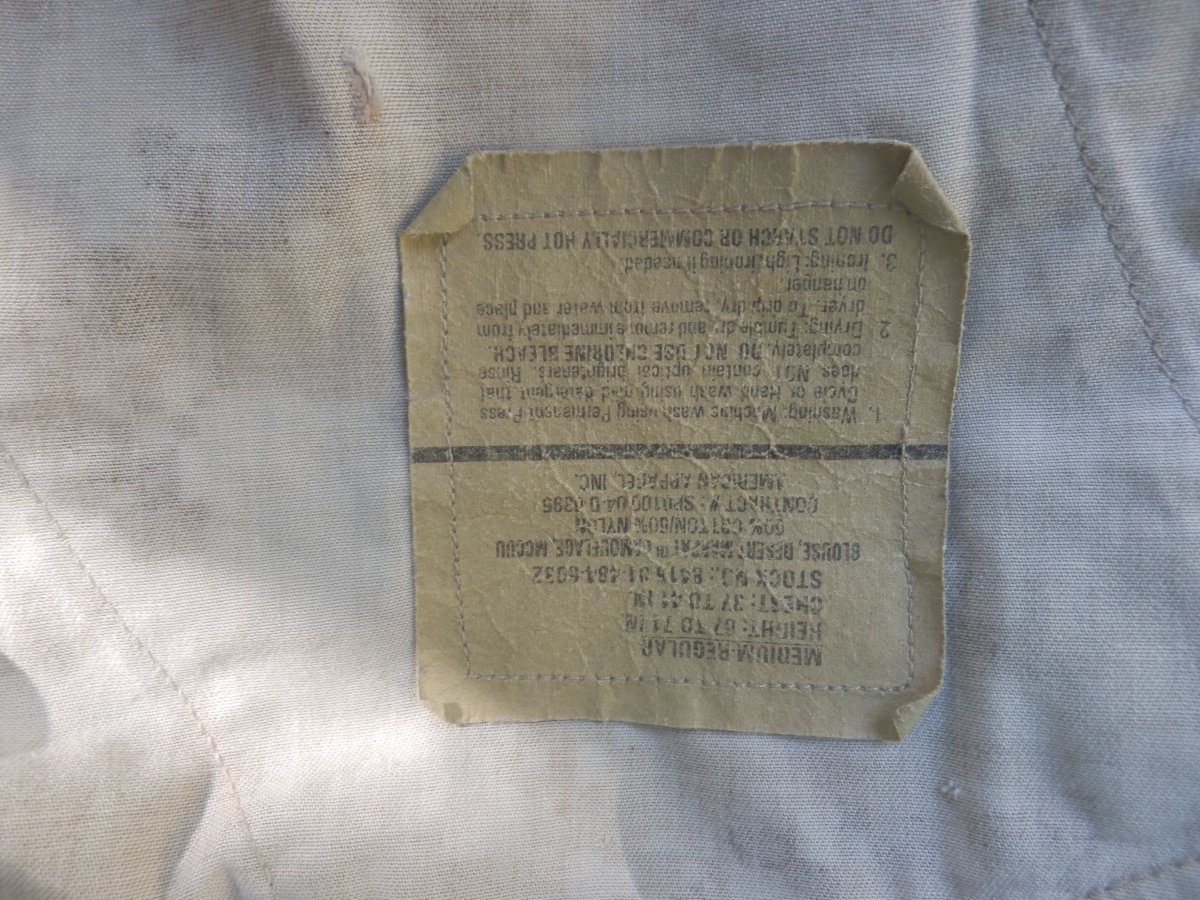 MEDIUM-REGULAR
HEIGHT: 67 TO 71 IN
CHEST: 37 TO 41 IN
STOCK NO.: 8415 01-484-5032
BLOUSE, DESERT MARPAT™ CAMOUFLAGE, MCCUU
50% COTTON/50% NYLON
CONTRACT #: SP0100 04-D-0395
AMERICAN APPAREL, INC.
1. Washing: Machine wash using Permanent Press
Cycle or Hand wash using mild detergent that
does NOT contain optical brighteners. Rinse
completely. DO NOT USE CHLORINE BLEACH.
2. Drying: Tumble dry and remove immediately from
dryer. To drip dry, remove from water and place
on hanger.
3. Ironing: Light ironing if needed.
DO NOT STARCH OR COMMERCIALLY HOT PRESS